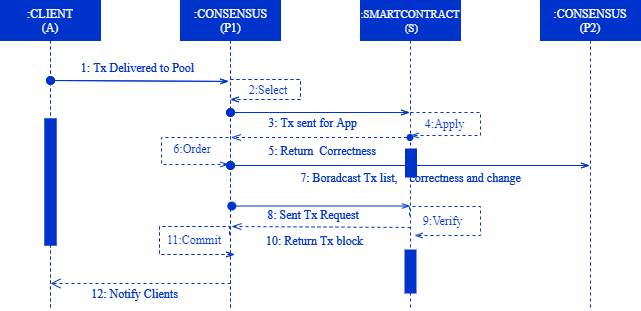 :CLIENT
(A)
:CONSENSUS
(P1)
:SMARTCONTRACT
(S)
:CONSENSUS
(P2)
1: Tx Delivered to Pool
2:Select
3: Tx sent for App
4:Apply
6:Order
5: Return Correctness
7: Boradcast Tx list, correctness and change
8: Sent Tx Request
9:Verify
11:Commit
10: Return Tx block
12: Notify Clients